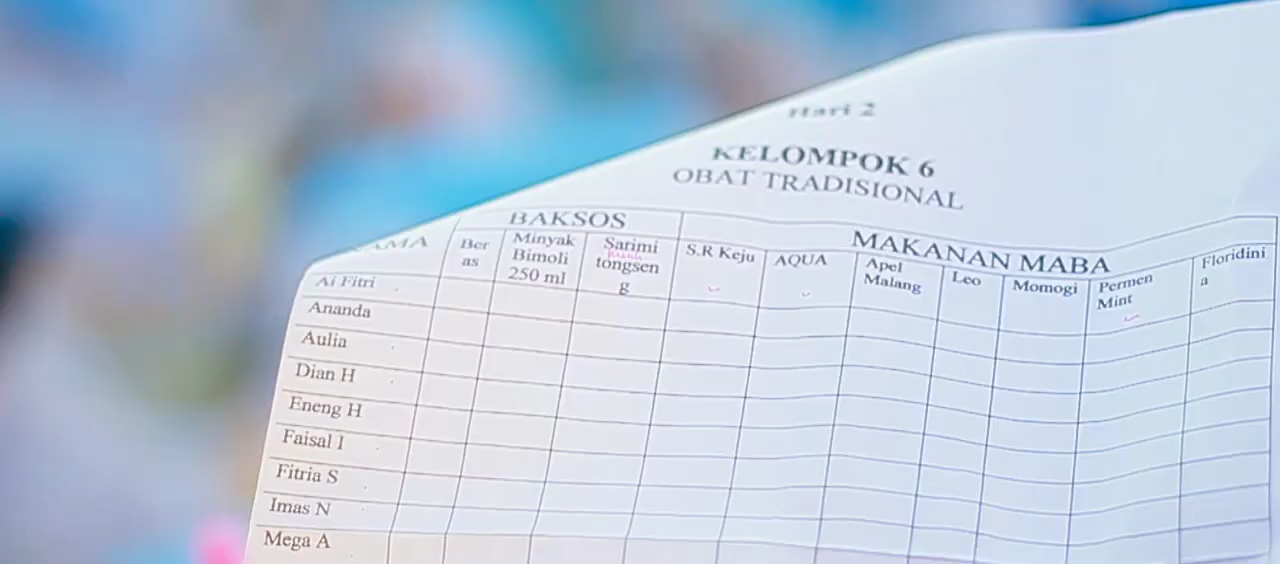 Hari 2
KELOMPOK 6
OBAT TRADISIONAL
BAKSOS
MAKANAN MABA
Ber
as
Minyak
Bimoli
250 ml
Sarimi
tongsen
g
S.R Keju
AQUA
Apel
Malang
Leo
Momogi
Permen
Mint
Floridini
a
Ai Fitri
Ananda
Aulia
Dian H
Eneng H
Faisal I
Fitria S
Imas N
Mega A